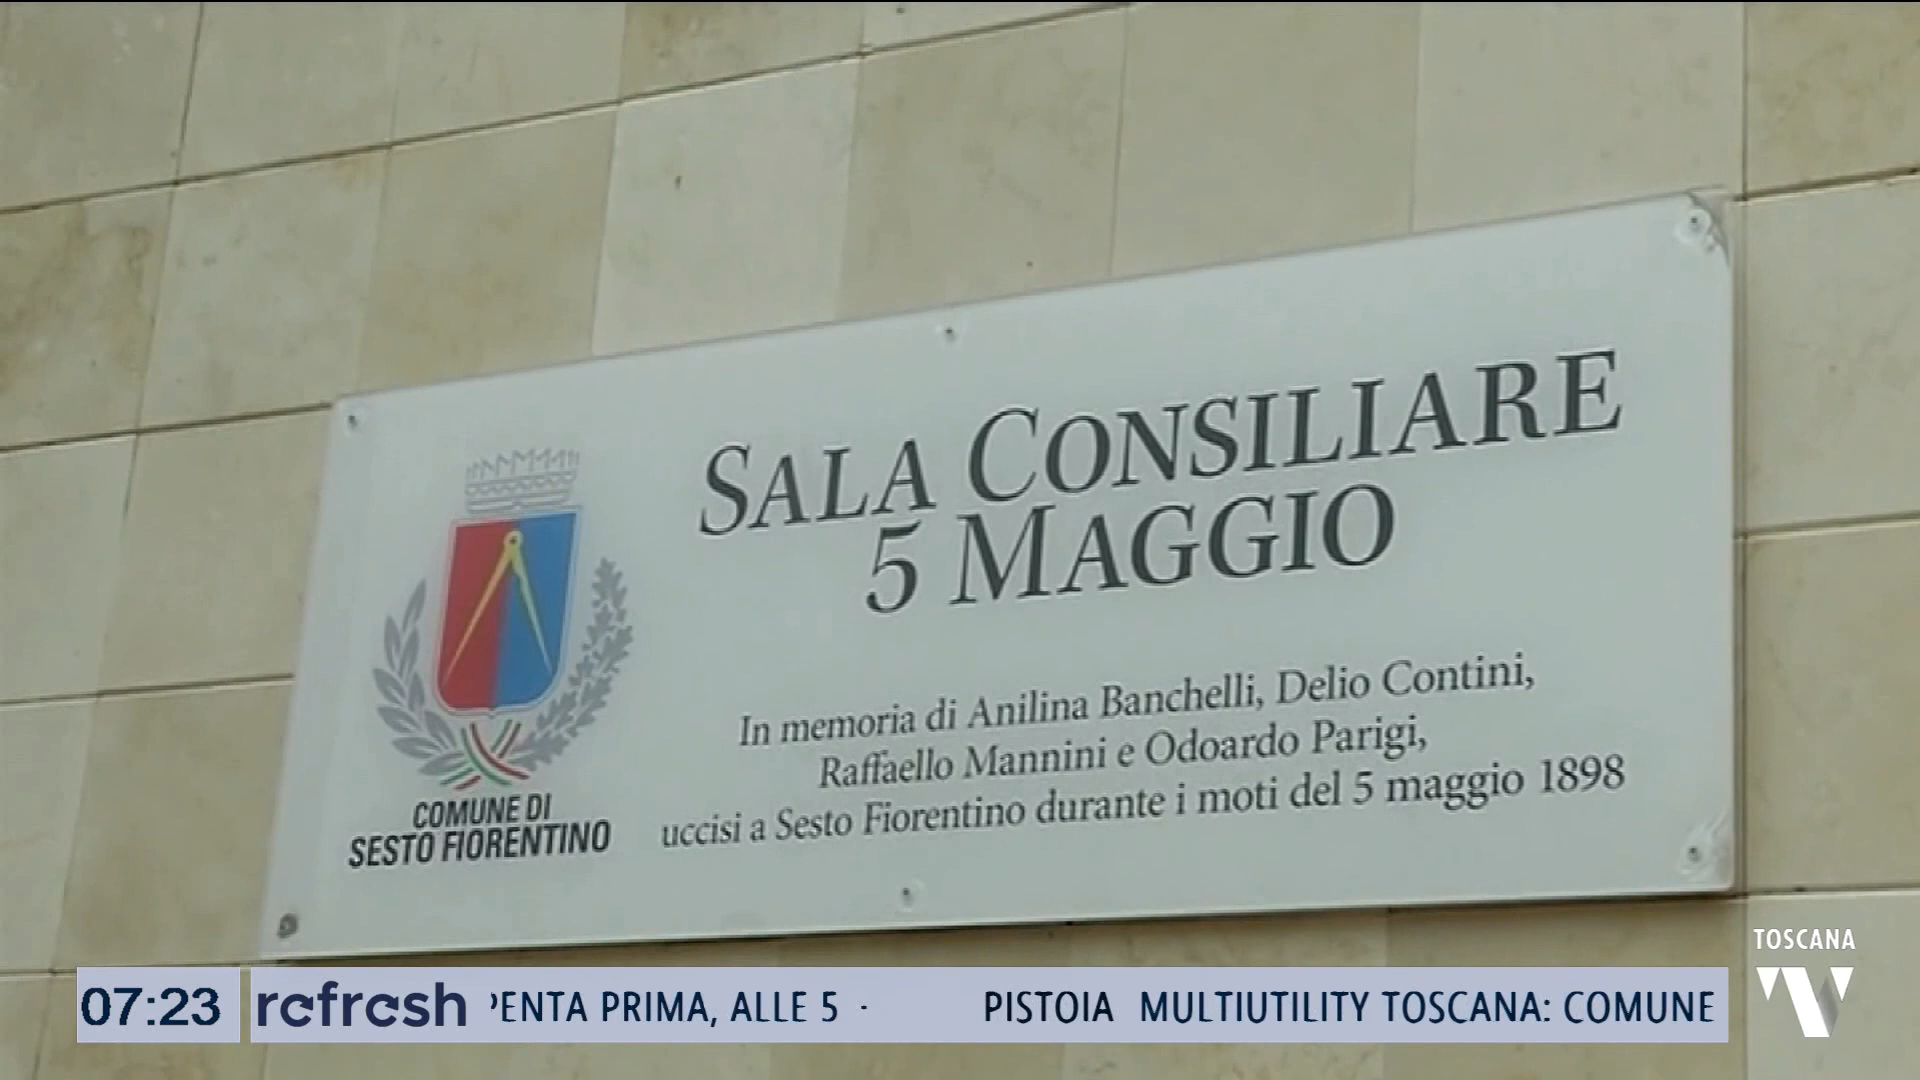 SALA CONSILIARE
5 MAGGIO
In memoria di Anilina Banchelli, Delio Contini,
Raffaello Mannini e Odoardo Parigi,
uccisi a Sesto Fiorentino durante i moti del 5 maggio 1898
COMUNE DI
SESTO FIORENTINO
TOSCANA
07:23 refresh PENTA PRIMA, ALLE 5 · PISTOIA MULTIUTILITY TOSCANA: COMUNE